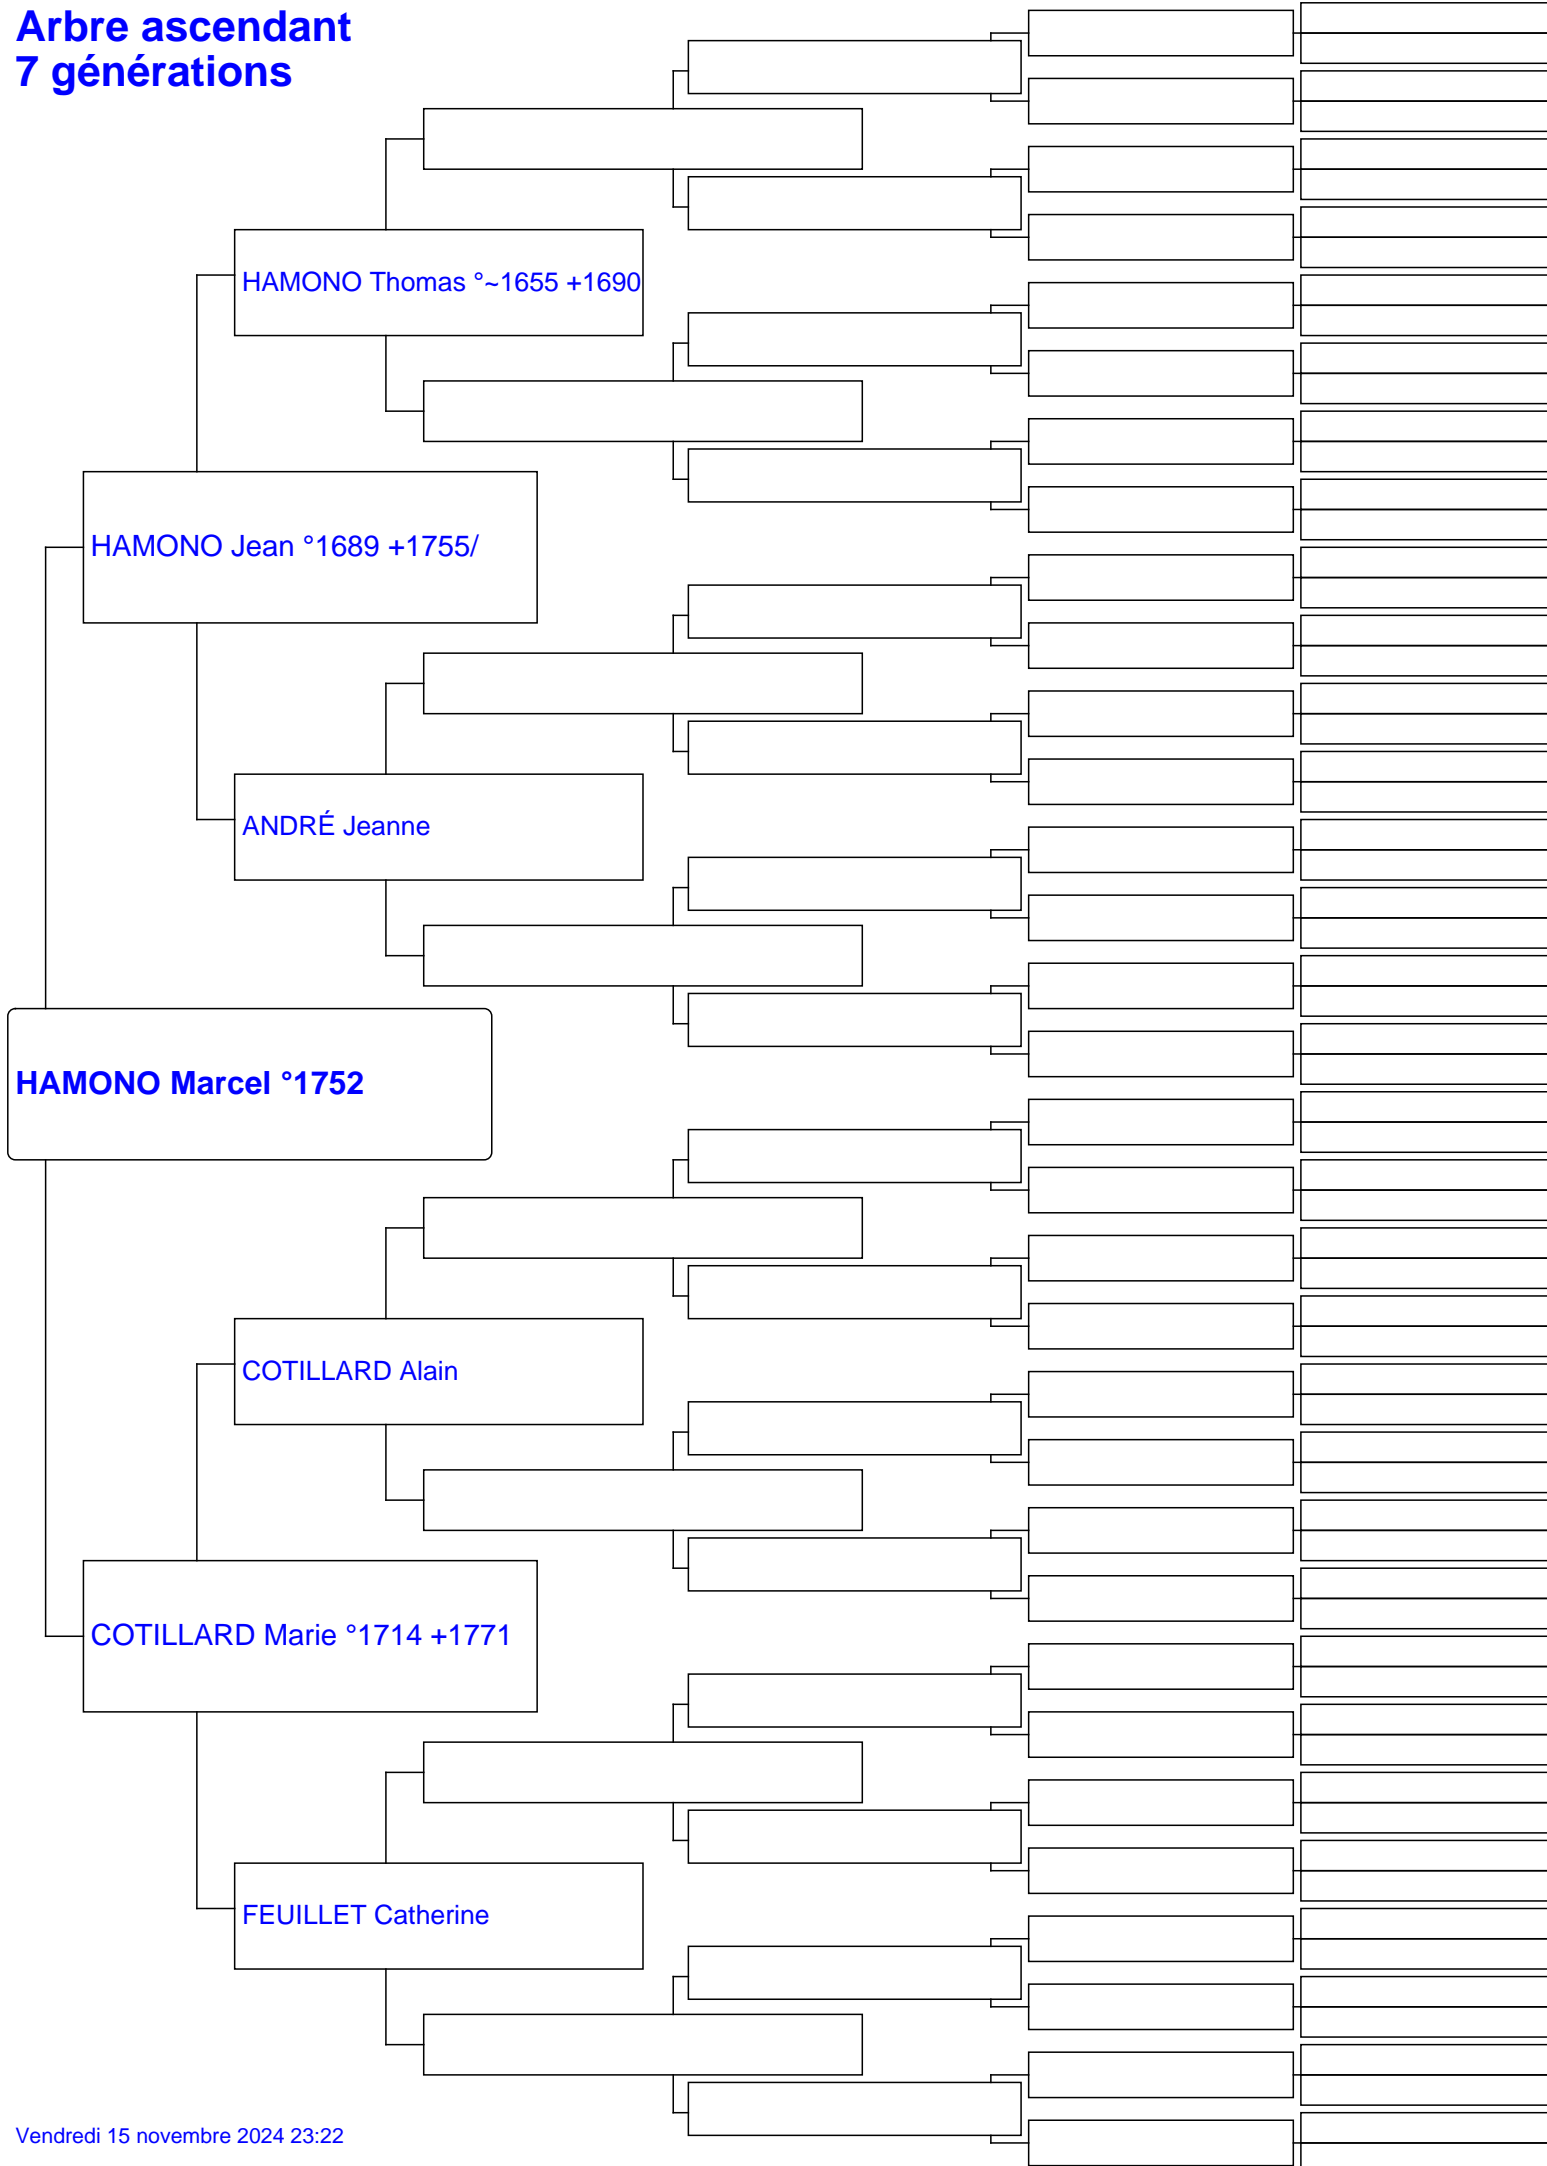 Arbre ascendant
7 générations
HAMONO Thomas °~1655 +1690
HAMONO Jean °1689 +1755/
ANDRÉ Jeanne
HAMONO Marcel °1752
COTILLARD Alain
COTILLARD Marie °1714 +1771
FEUILLET Catherine
Vendredi 15 novembre 2024 23:22